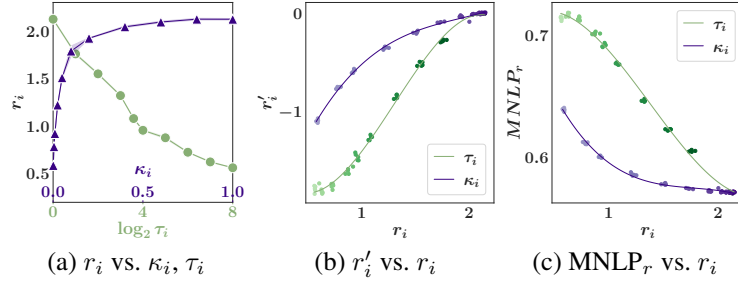 2.0
1.5
1.0
0.5
r_i
κ_i
0.0 0.5 1.0
0 4 8
log₂ τ_i
(a) r_i vs. κ_i, τ_i
0
−1
r′_i
τ_i
κ_i
1 2
r_i
(b) r′_i vs. r_i
0.7
0.6
MNLP_r
τ_i
κ_i
1 2
r_i
(c) MNLP_r vs. r_i